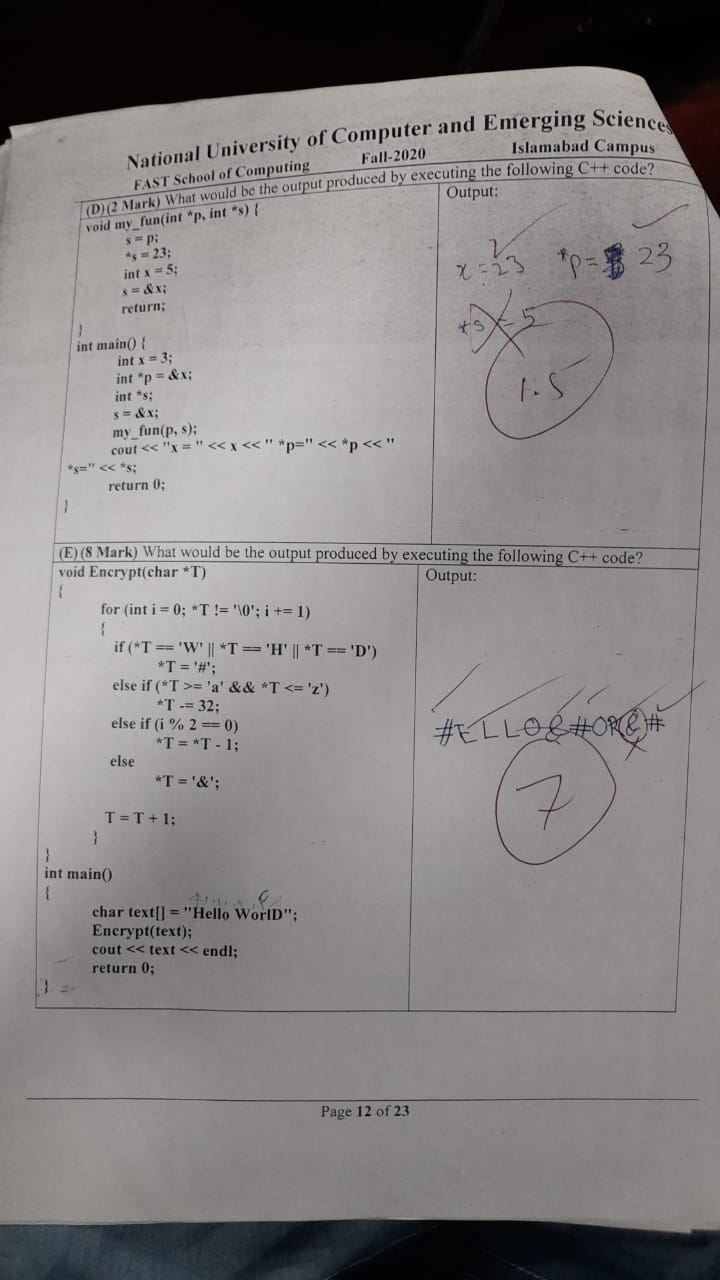 National University of Computer and Emerging Sciences
FAST School of Computing Fall-2020 Islamabad Campus
(D)(2 Mark) What would be the output produced by executing the following C++ code?
void my_fun(int *p, int *s) {
s = p;
*s = 23;
int x = 5;
s = &x;
return;
}
int main() {
int x = 3;
int *p = &x;
int *s;
s = &x;
my_fun(p, s);
cout << "x = " << x << " *p=" << *p << "
*s=" << *s;
return 0;
}
Output:
x = 23 *p= 23
*s = 5
1.5
(E)(8 Mark) What would be the output produced by executing the following C++ code?
void Encrypt(char *T)
{
for (int i = 0; *T != '\0'; i += 1)
{
if (*T == 'W' || *T == 'H' || *T == 'D')
*T = '#';
else if (*T >= 'a' && *T <= 'z')
*T -= 32;
else if (i % 2 == 0)
*T = *T - 1;
else
*T = '&';
T = T + 1;
}
}
int main()
{
char text[] = "Hello WorlD";
Encrypt(text);
cout << text << endl;
return 0;
}
Output:
#ELLO&#OR&#
7
Page 12 of 23